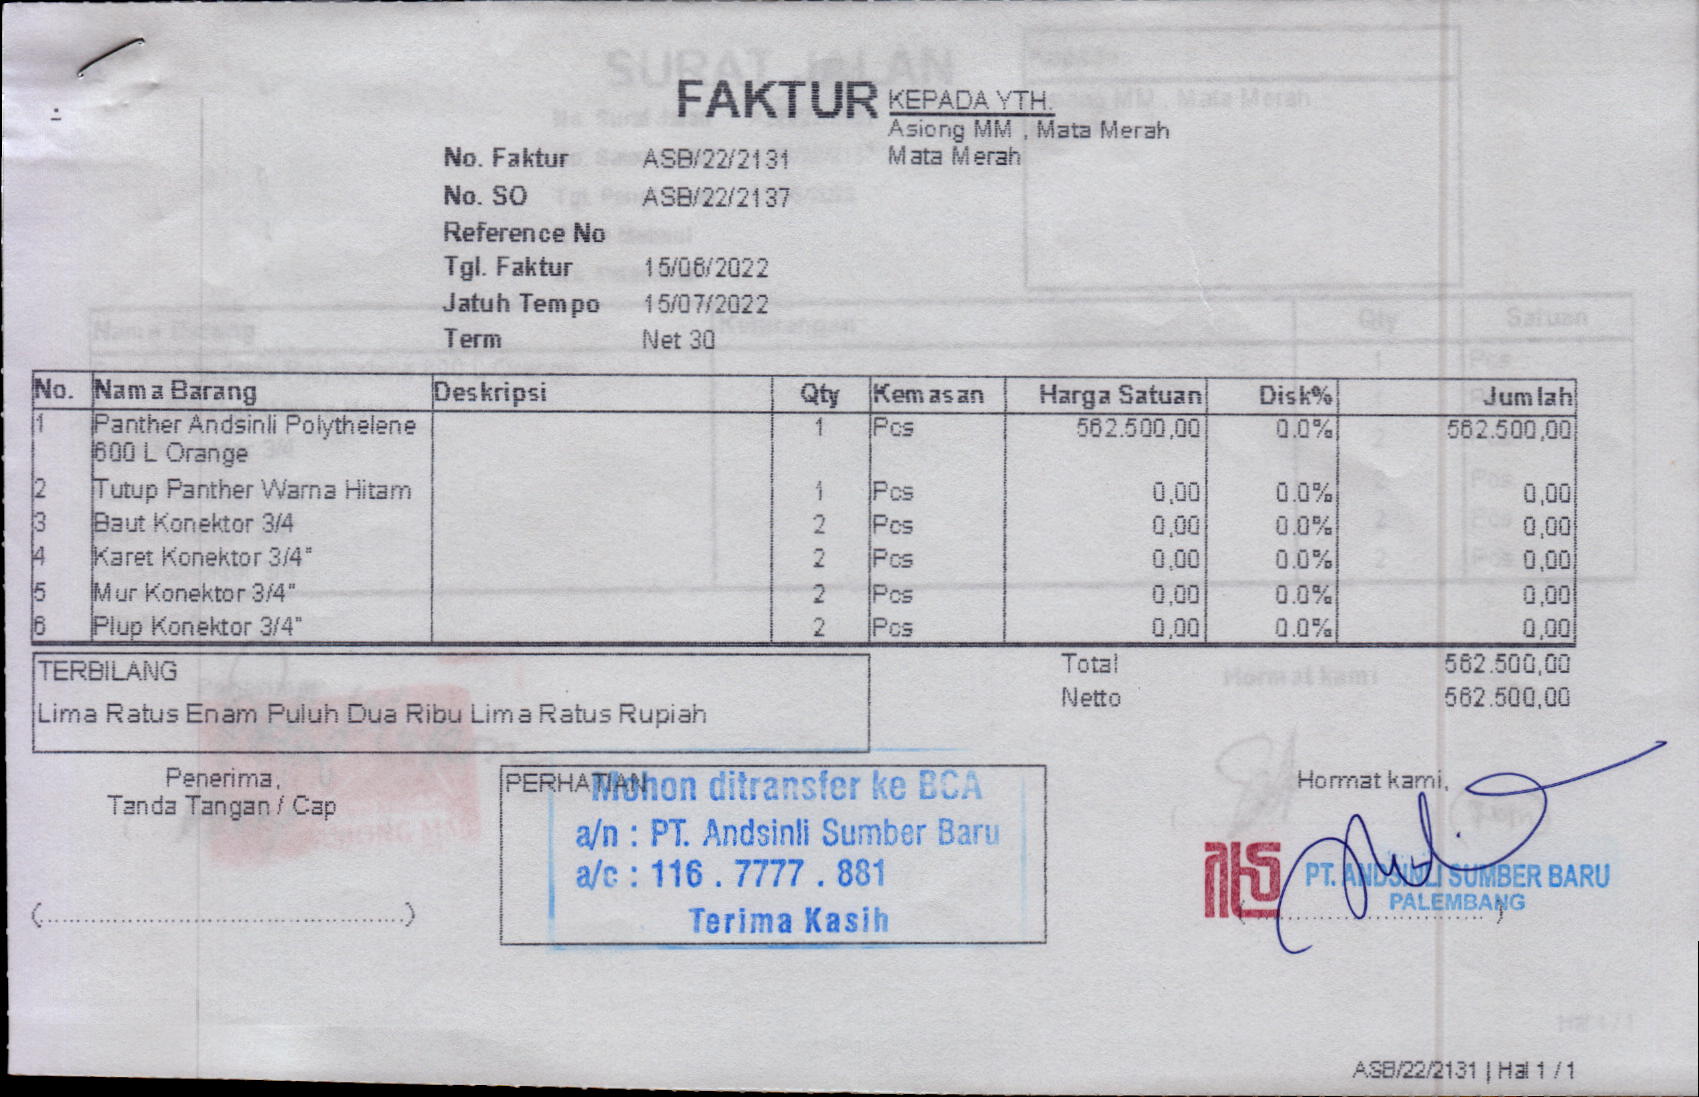 FAKTUR
KEPADA YTH.
Asiong MM , Mata Merah
Mata Merah
No. Faktur ASB/22/2131
No. SO ASB/22/2137
Reference No
Tgl. Faktur 15/06/2022
Jatuh Tempo 15/07/2022
Term Net 30
No. Nama Barang Deskripsi Qty Kemasan Harga Satuan Disk% Jumlah
1 Panther Andsinli Polythelene 1 Pcs 562.500,00 0.0% 562.500,00
600 L Orange
2 Tutup Panther Warna Hitam 1 Pcs 0,00 0.0% 0,00
3 Baut Konektor 3/4 2 Pcs 0,00 0.0% 0,00
4 Karet Konektor 3/4" 2 Pcs 0,00 0.0% 0,00
5 Mur Konektor 3/4" 2 Pcs 0,00 0.0% 0,00
6 Plup Konektor 3/4" 2 Pcs 0,00 0.0% 0,00
TERBILANG
Lima Ratus Enam Puluh Dua Ribu Lima Ratus Rupiah
Total 562.500,00
Netto 562.500,00
Penerima,
Tanda Tangan / Cap
(..............................................)
PERHATIAN
Mohon ditransfer ke BCA
a/n : PT. Andsinli Sumber Baru
a/c : 116 . 7777 . 881
Terima Kasih
Hormat kami,
PT. ANDSINLI SUMBER BARU
PALEMBANG
ASB/22/2131 | Hal 1 / 1